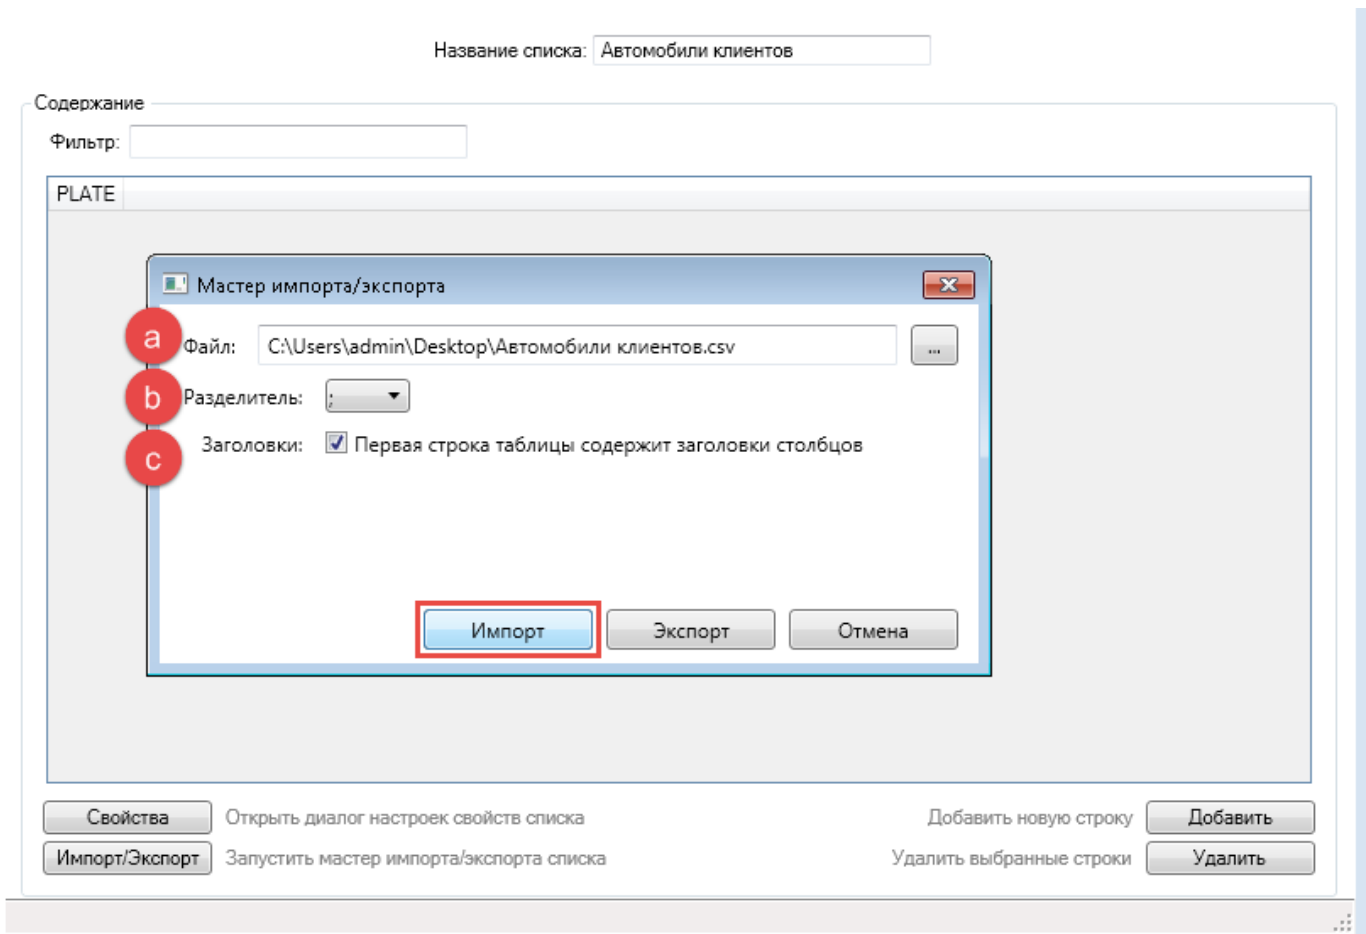 Название списка: Автомобили клиентов
Содержание
Фильтр:
PLATE
Мастер импорта/экспорта
a
Файл: C:\Users\admin\Desktop\Автомобили клиентов.csv ...
b
Разделитель: ;
c
Заголовки: Первая строка таблицы содержит заголовки столбцов
Импорт Экспорт Отмена
Свойства Открыть диалог настроек свойств списка Добавить новую строку Добавить
Импорт/Экспорт Запустить мастер импорта/экспорта списка Удалить выбранные строки Удалить